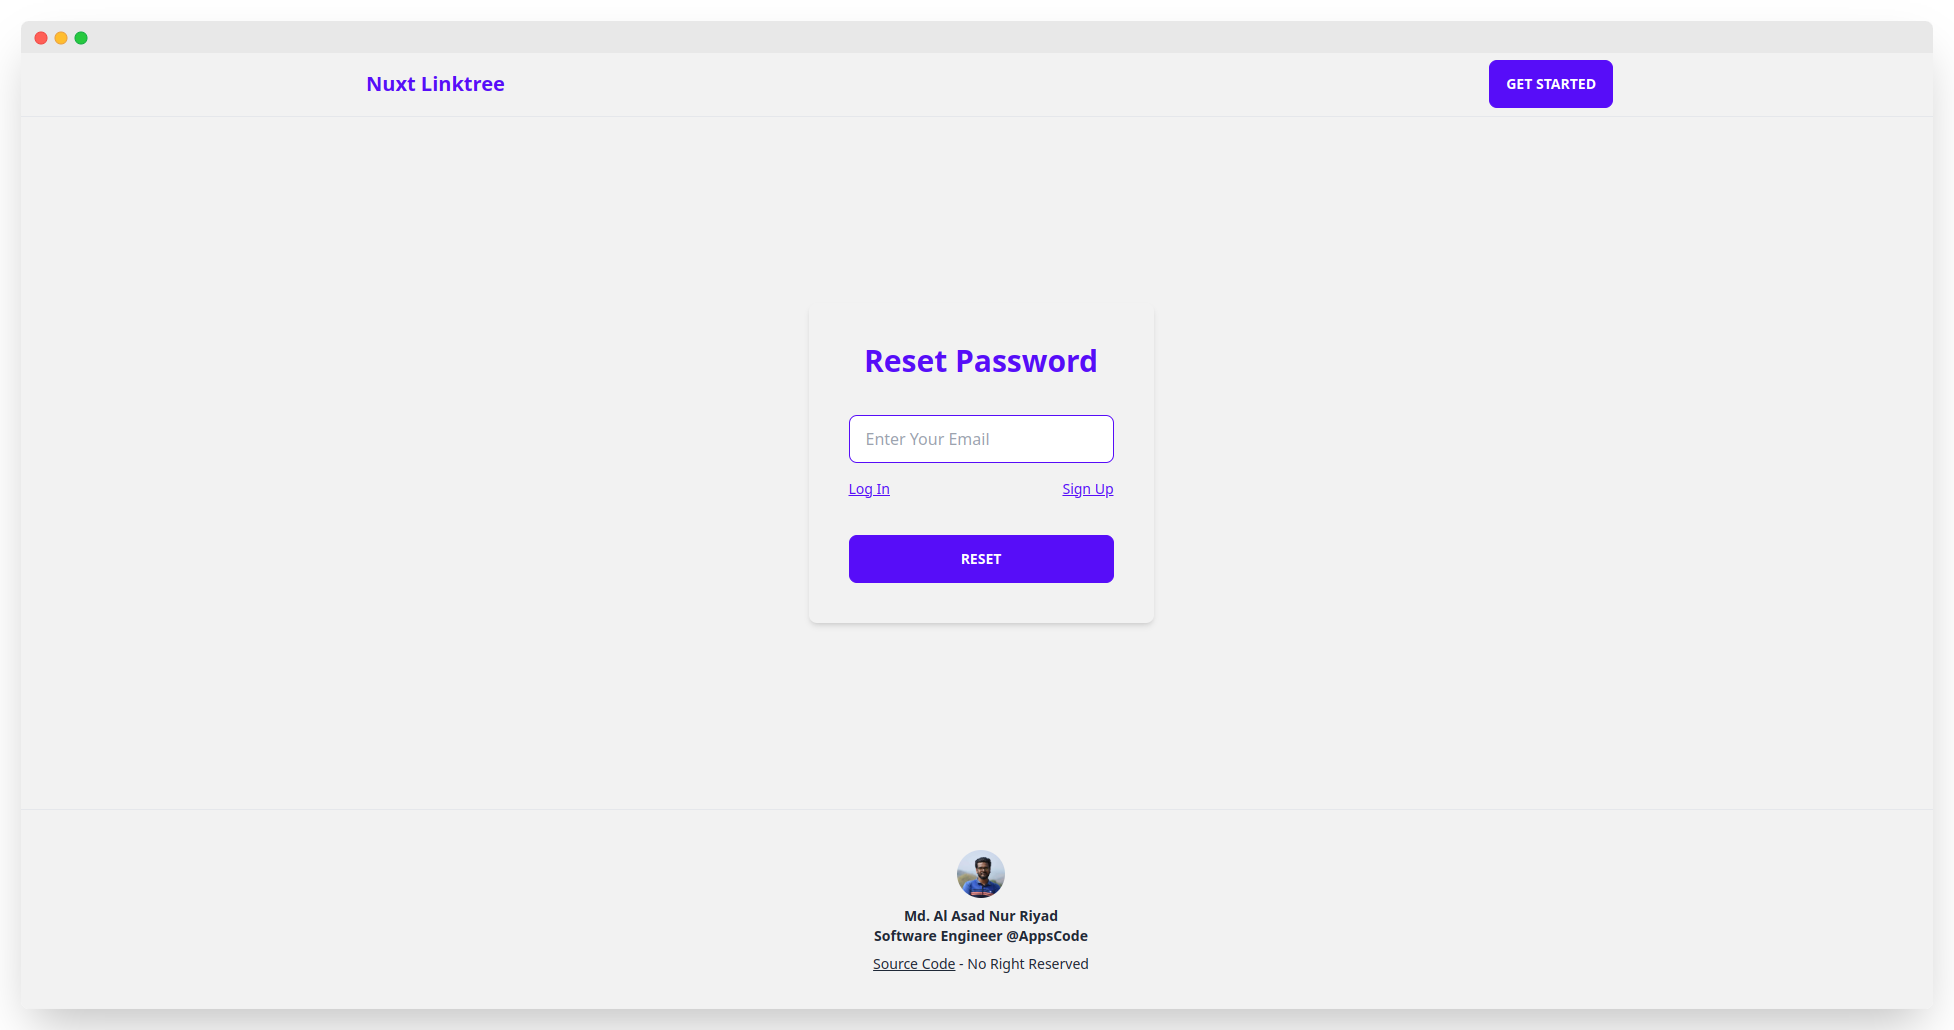 Nuxt Linktree
GET STARTED
Reset Password
Enter Your Email
Log In
Sign Up
RESET
Md. Al Asad Nur Riyad
Software Engineer @AppsCode
Source Code - No Right Reserved